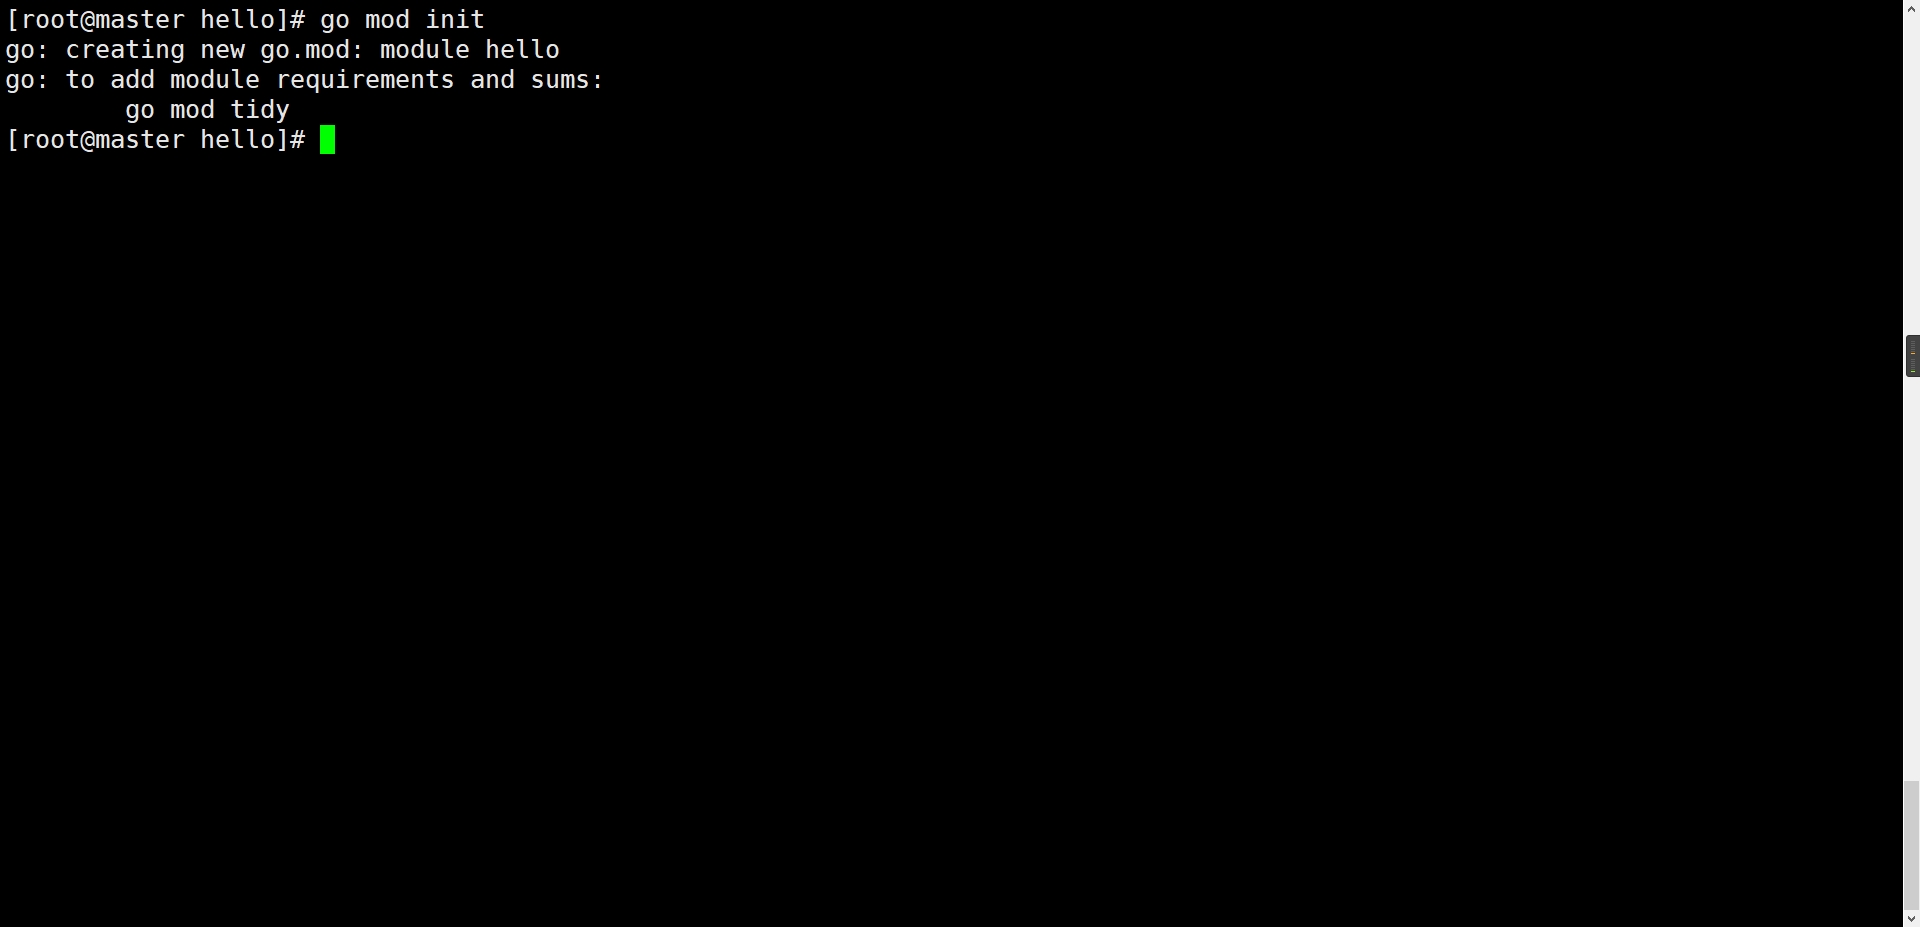 [root@master hello]# go mod init
go: creating new go.mod: module hello
go: to add module requirements and sums:
        go mod tidy
[root@master hello]#